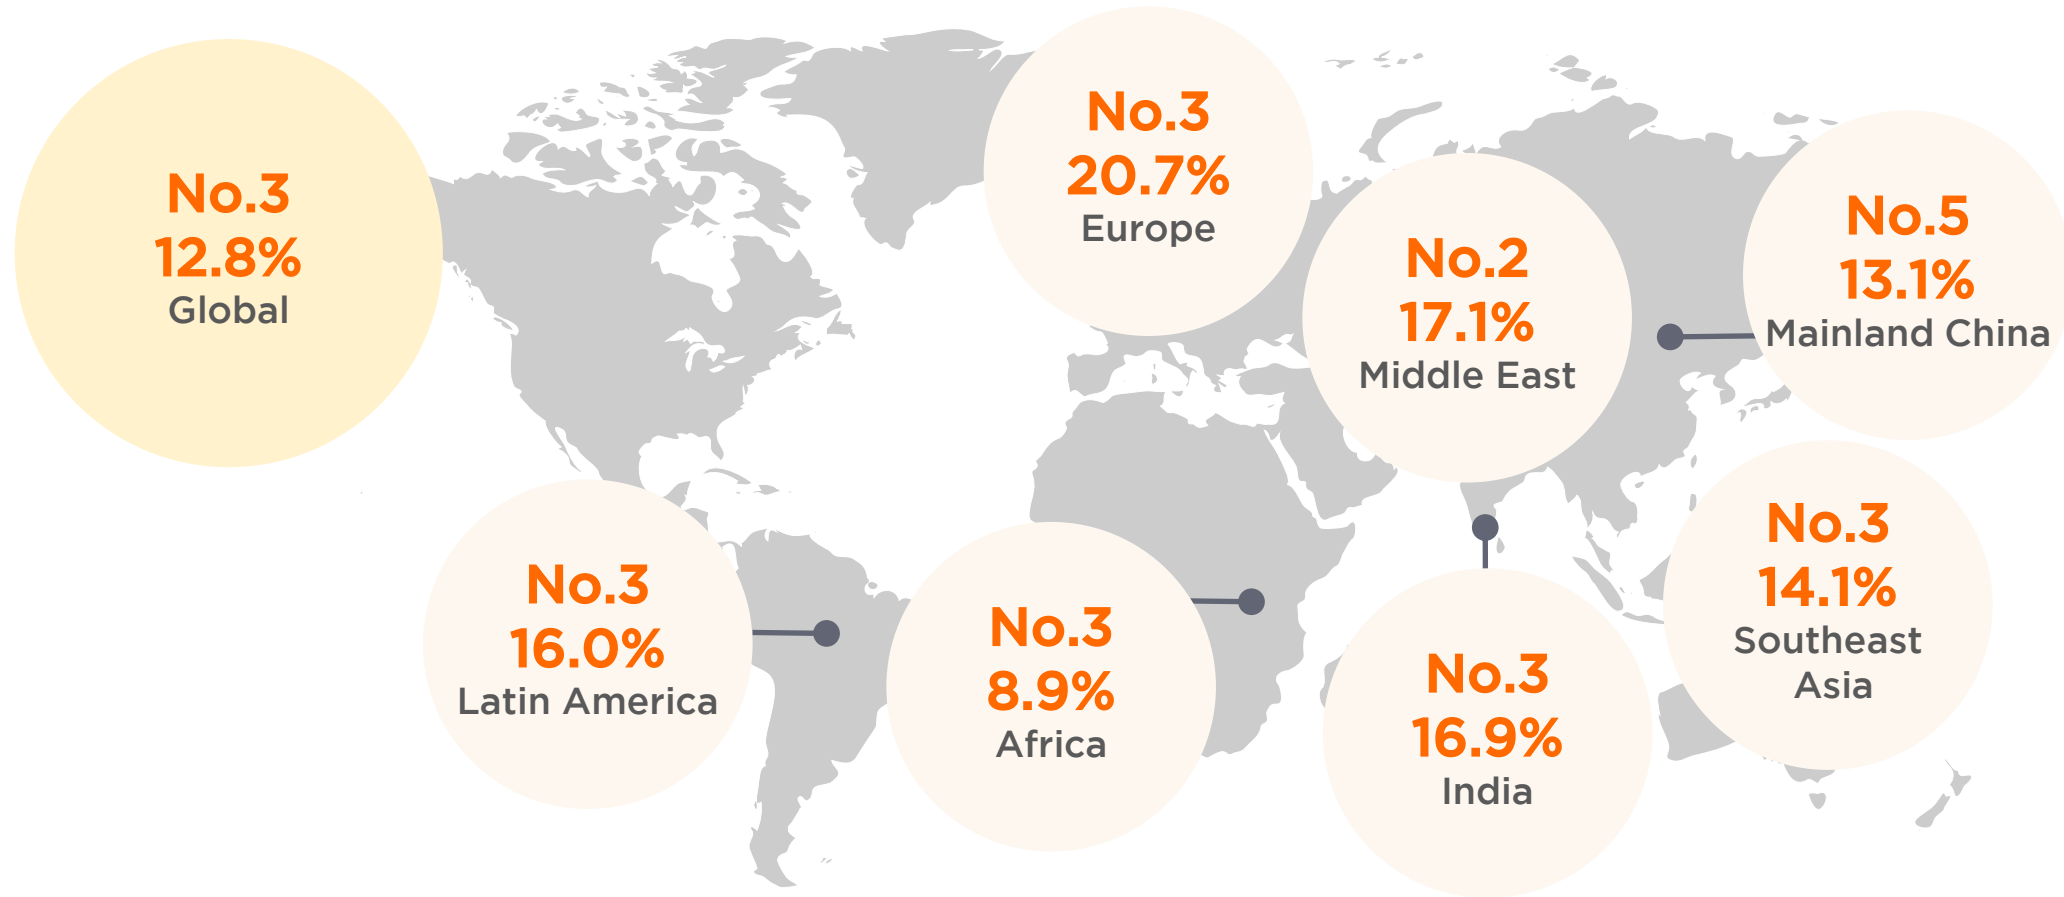 No.3
12.8%
Global
No.3
20.7%
Europe
No.2
17.1%
Middle East
No.5
13.1%
Mainland China
No.3
16.0%
Latin America
No.3
8.9%
Africa
No.3
16.9%
India
No.3
14.1%
Southeast
Asia